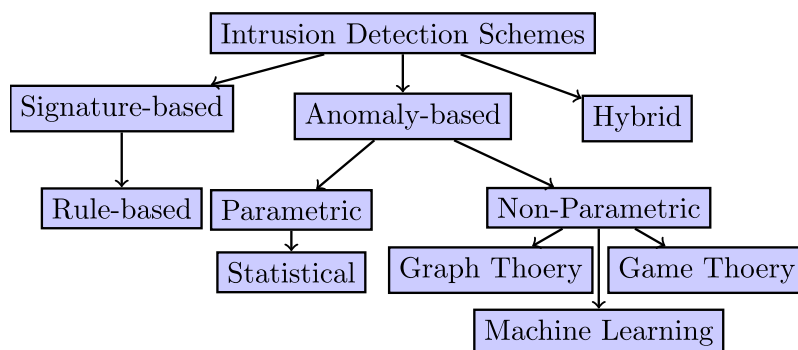 Intrusion Detection Schemes
Signature-based
Anomaly-based
Hybrid
Rule-based
Parametric
Non-Parametric
Statistical
Graph Thoery
Game Thoery
Machine Learning